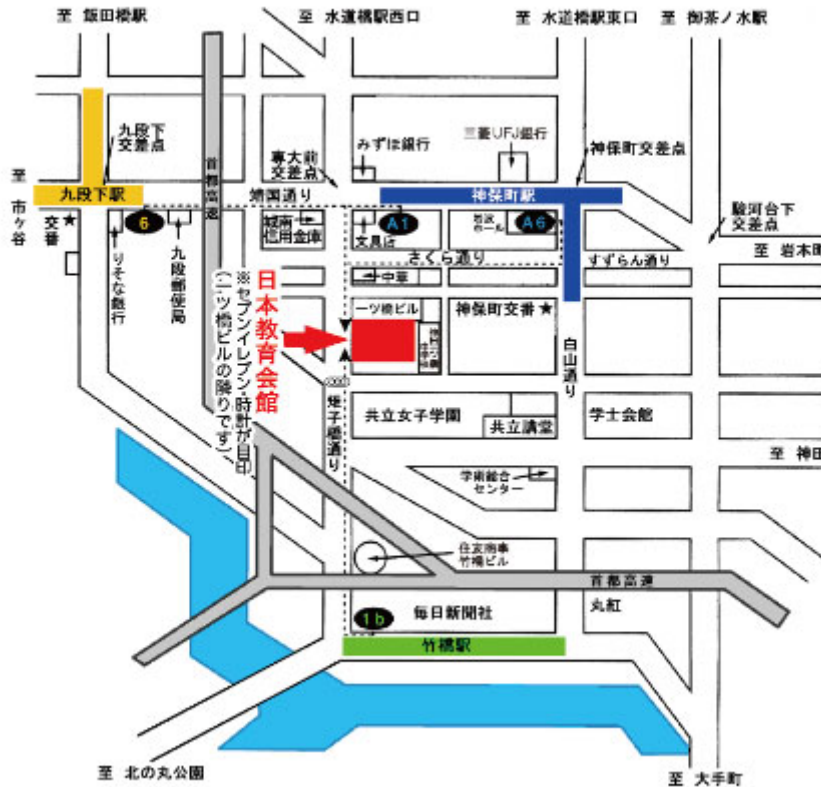 至 飯田橋駅
至 水道橋駅西口
至 水道橋駅東口
至 御茶ノ水駅
九段下
交差点
首都高速
専大前
交差点
みずほ銀行
三菱UFJ銀行
神保町交差点
至 市ヶ谷
九段下駅
靖国通り
神保町駅
駿河台下
交差点
交番★
6
城南
信用金庫
A1
文具店
岩波
ホール
A6
至 岩本町
りそな銀行
九段郵便局
さくら通り
すずらん通り
中華
日本教育会館
※セブンイレブン・時計が目印
(一ツ橋ビルの隣りです)
一ツ橋ビル
神保町交番★
白山通り
雉子橋通り
共立女子学園
共立講堂
学士会館
至 神田
学術総合
センター
住友商事
竹橋ビル
首都高速
丸紅
1b
毎日新聞社
竹橋駅
至 北の丸公園
至 大手町